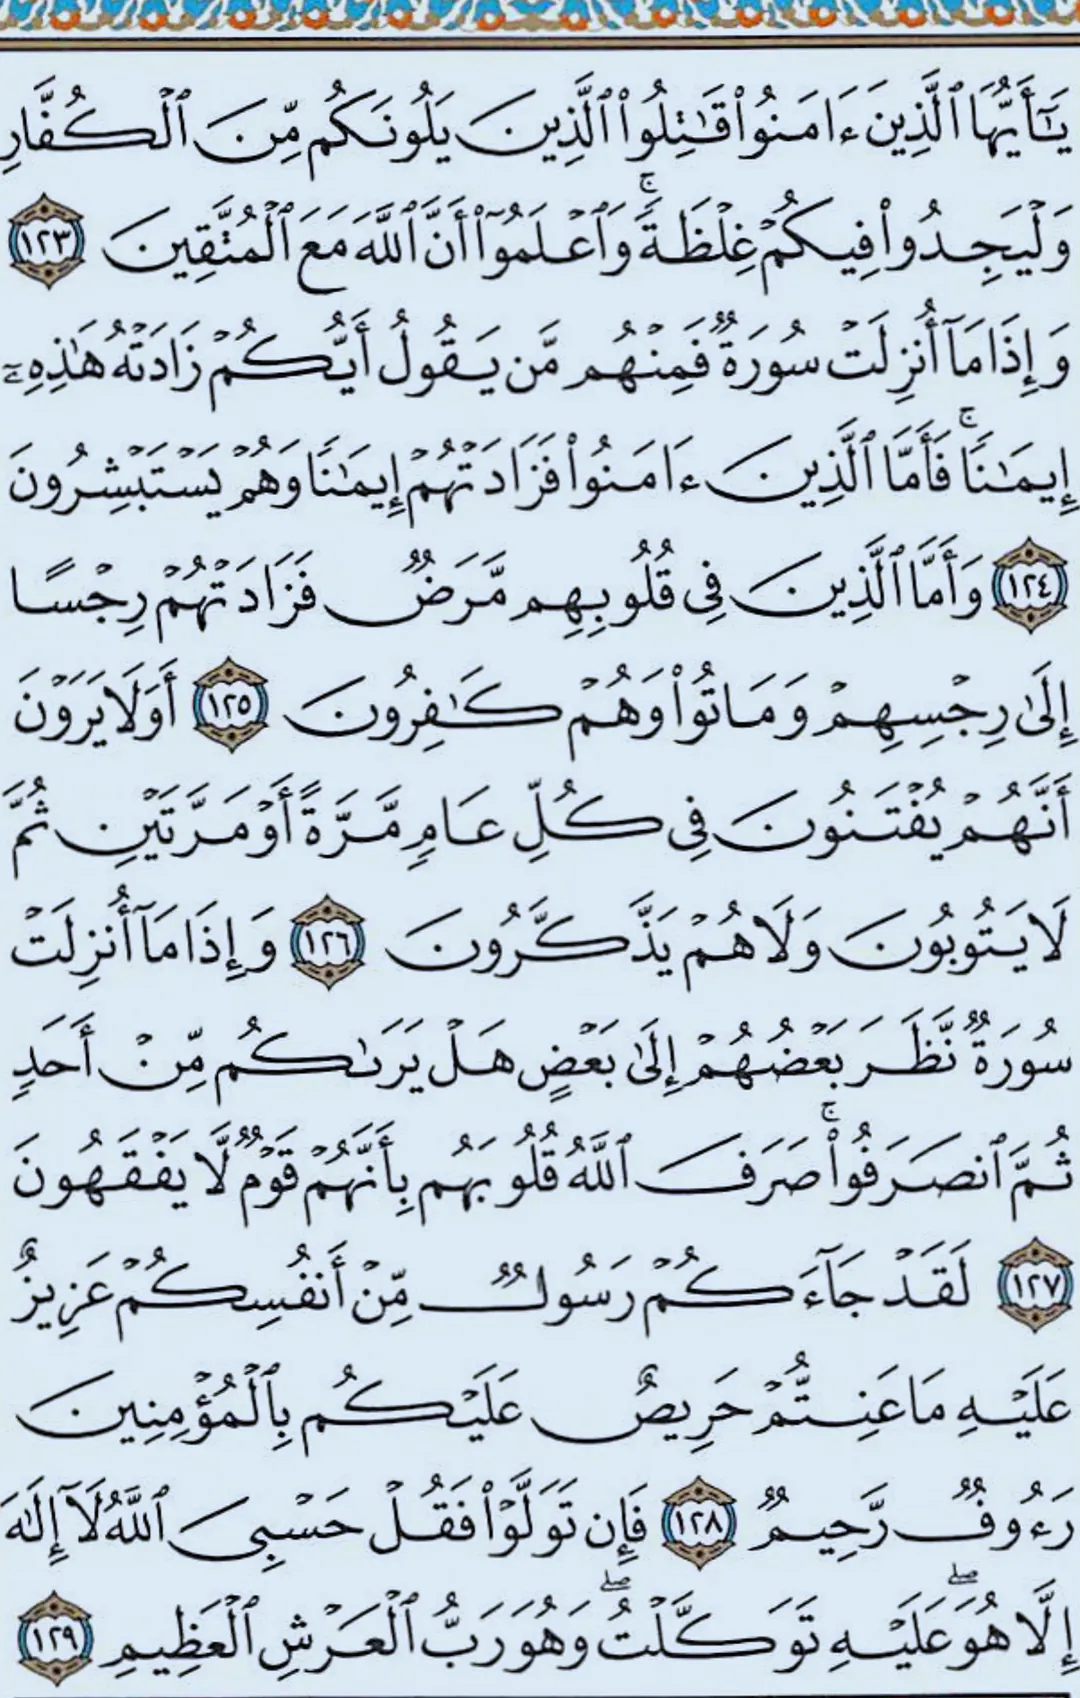 يَٰٓأَيُّهَا ٱلَّذِينَ ءَامَنُوا۟ قَٰتِلُوا۟ ٱلَّذِينَ يَلُونَكُم مِّنَ ٱلْكُفَّارِ
وَلْيَجِدُوا۟ فِيكُمْ غِلْظَةً ۚ وَٱعْلَمُوٓا۟ أَنَّ ٱللَّهَ مَعَ ٱلْمُتَّقِينَ ١٢٣
وَإِذَا مَآ أُنزِلَتْ سُورَةٌ فَمِنْهُم مَّن يَقُولُ أَيُّكُمْ زَادَتْهُ هَٰذِهِۦٓ
إِيمَٰنًا ۚ فَأَمَّا ٱلَّذِينَ ءَامَنُوا۟ فَزَادَتْهُمْ إِيمَٰنًا وَهُمْ يَسْتَبْشِرُونَ
١٢٤ وَأَمَّا ٱلَّذِينَ فِى قُلُوبِهِم مَّرَضٌ فَزَادَتْهُمْ رِجْسًا
إِلَىٰ رِجْسِهِمْ وَمَاتُوا۟ وَهُمْ كَٰفِرُونَ ١٢٥ أَوَلَا يَرَوْنَ
أَنَّهُمْ يُفْتَنُونَ فِى كُلِّ عَامٍ مَّرَّةً أَوْ مَرَّتَيْنِ ثُمَّ
لَا يَتُوبُونَ وَلَا هُمْ يَذَّكَّرُونَ ١٢٦ وَإِذَا مَآ أُنزِلَتْ
سُورَةٌ نَّظَرَ بَعْضُهُمْ إِلَىٰ بَعْضٍ هَلْ يَرَىٰكُم مِّنْ أَحَدٍ
ثُمَّ ٱنصَرَفُوا۟ ۚ صَرَفَ ٱللَّهُ قُلُوبَهُم بِأَنَّهُمْ قَوْمٌ لَّا يَفْقَهُونَ
١٢٧ لَقَدْ جَآءَكُمْ رَسُولٌ مِّنْ أَنفُسِكُمْ عَزِيزٌ
عَلَيْهِ مَا عَنِتُّمْ حَرِيصٌ عَلَيْكُم بِٱلْمُؤْمِنِينَ
رَءُوفٌ رَّحِيمٌ ١٢٨ فَإِن تَوَلَّوْا۟ فَقُلْ حَسْبِىَ ٱللَّهُ لَآ إِلَٰهَ
إِلَّا هُوَ ۖ عَلَيْهِ تَوَكَّلْتُ ۖ وَهُوَ رَبُّ ٱلْعَرْشِ ٱلْعَظِيمِ ١٢٩